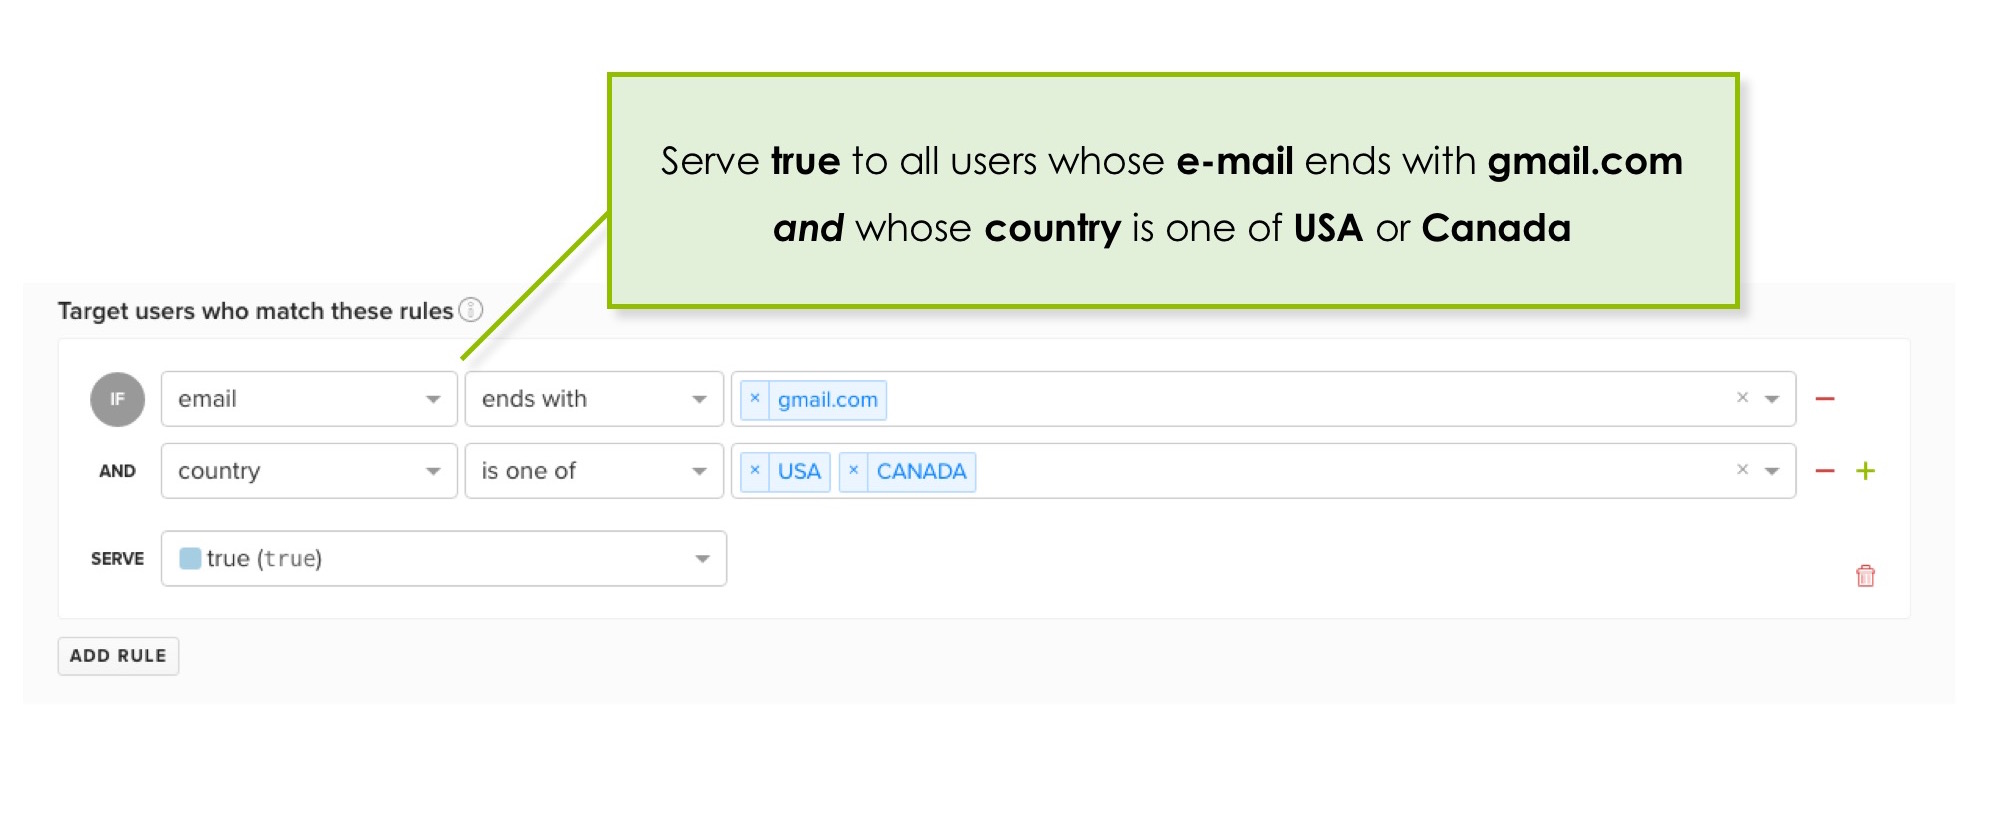 Serve true to all users whose e-mail ends with gmail.com
and whose country is one of USA or Canada
Target users who match these rules
IF email ends with × gmail.com
AND country is one of × USA × CANADA
SERVE true (true)
ADD RULE